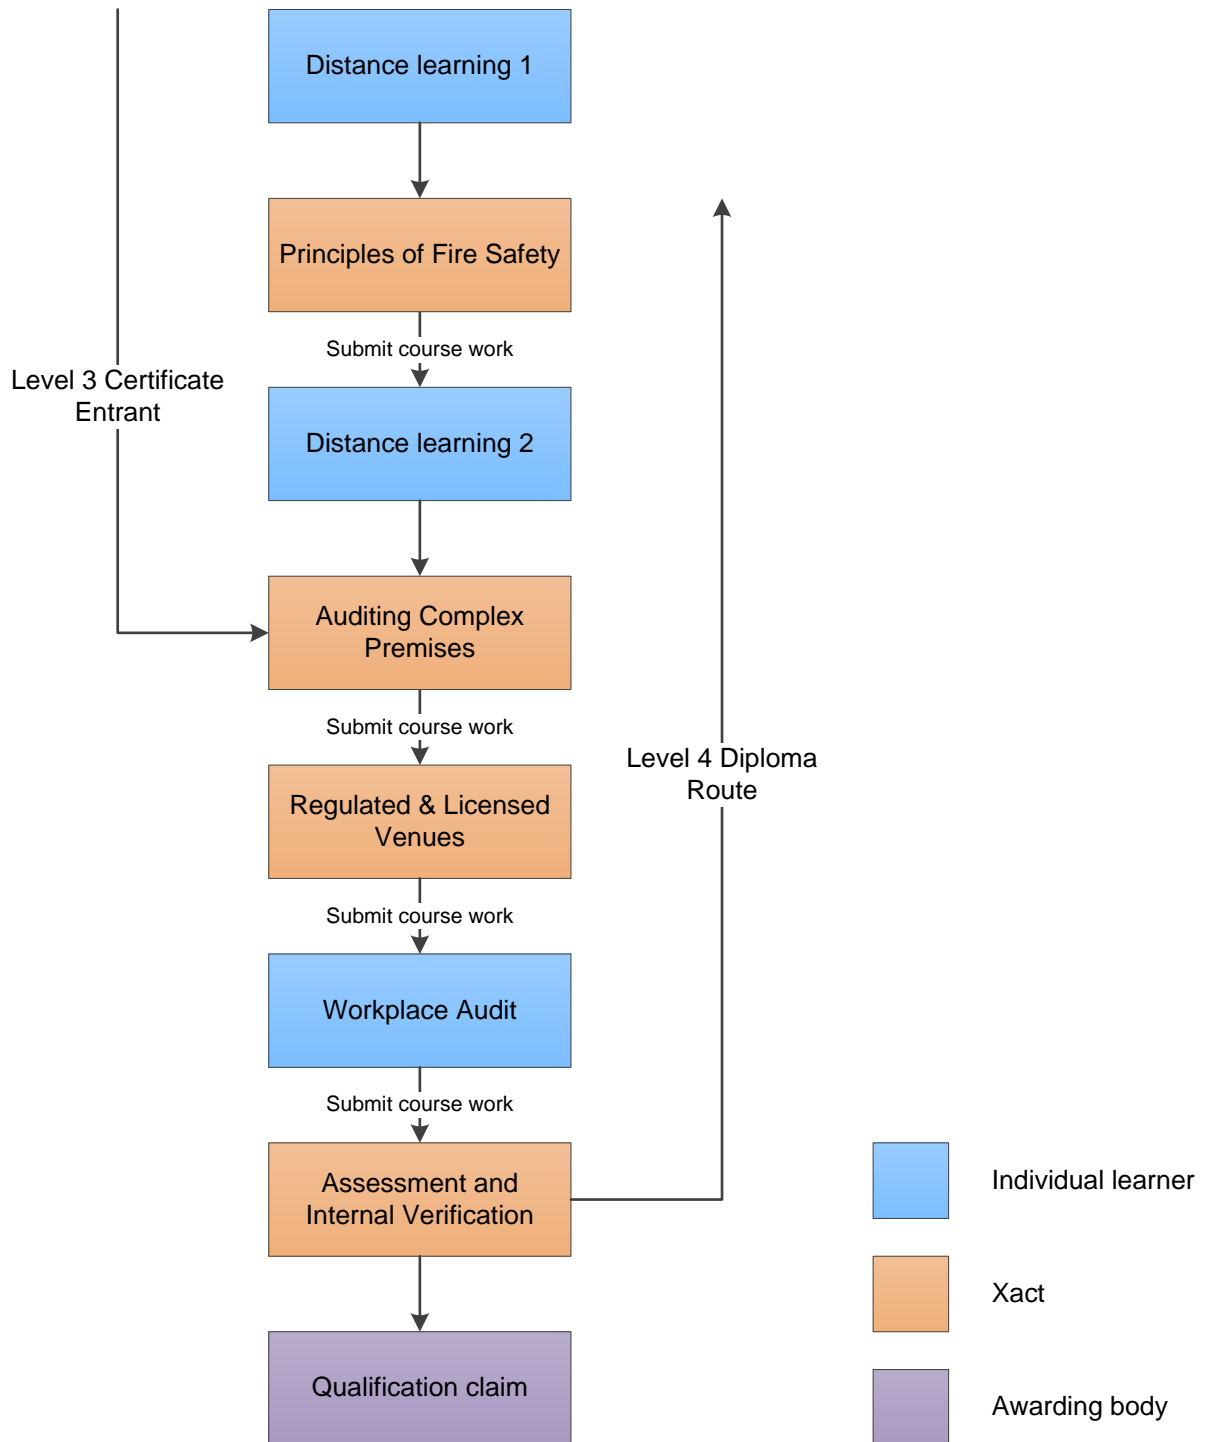 Distance learning 1
Principles of Fire Safety
Submit course work
Level 3 Certificate
Entrant
Distance learning 2
Auditing Complex
Premises
Submit course work
Level 4 Diploma
Route
Regulated & Licensed
Venues
Submit course work
Workplace Audit
Submit course work
Assessment and
Internal Verification
Qualification claim
Individual learner
Xact
Awarding body